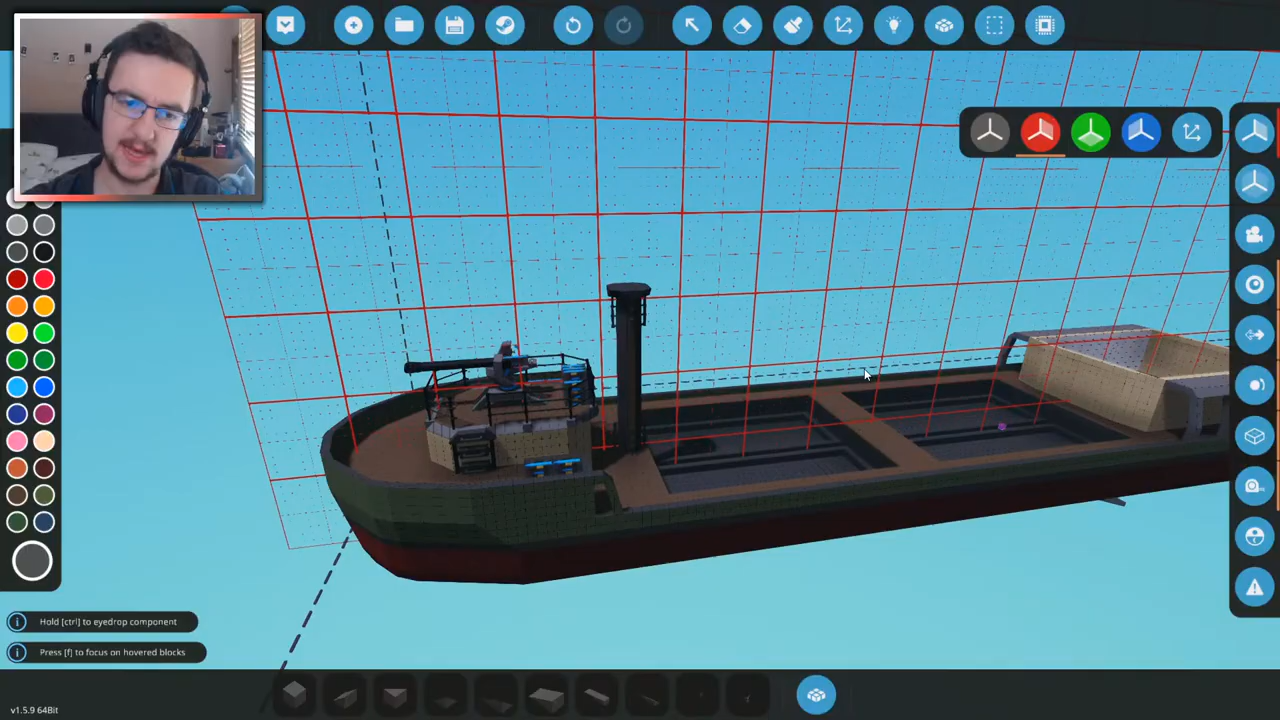 Hold [ctrl] to eyedrop component
Press [f] to focus on hovered blocks
v1.5.9 64Bit